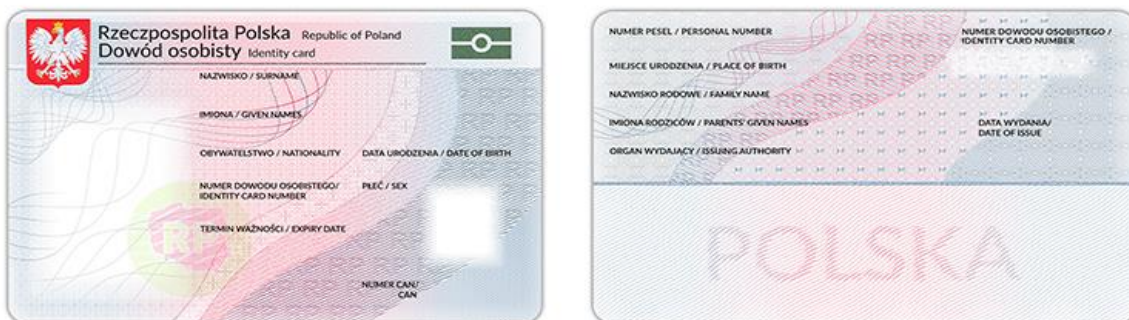 Rzeczpospolita Polska Republic of Poland
Dowód osobisty Identity card
NAZWISKO / SURNAME
IMIONA / GIVEN NAMES
OBYWATELSTWO / NATIONALITY DATA URODZENIA / DATE OF BIRTH
NUMER DOWODU OSOBISTEGO/ PŁEĆ / SEX
IDENTITY CARD NUMBER
TERMIN WAŻNOŚCI / EXPIRY DATE
RP
NUMER CAN/
CAN
NUMER PESEL / PERSONAL NUMBER NUMER DOWODU OSOBISTEGO /
IDENTITY CARD NUMBER
MIEJSCE URODZENIA / PLACE OF BIRTH
NAZWISKO RODOWE / FAMILY NAME
IMIONA RODZICÓW / PARENTS' GIVEN NAMES DATA WYDANIA/
DATE OF ISSUE
ORGAN WYDAJĄCY / ISSUING AUTHORITY
POLSKA